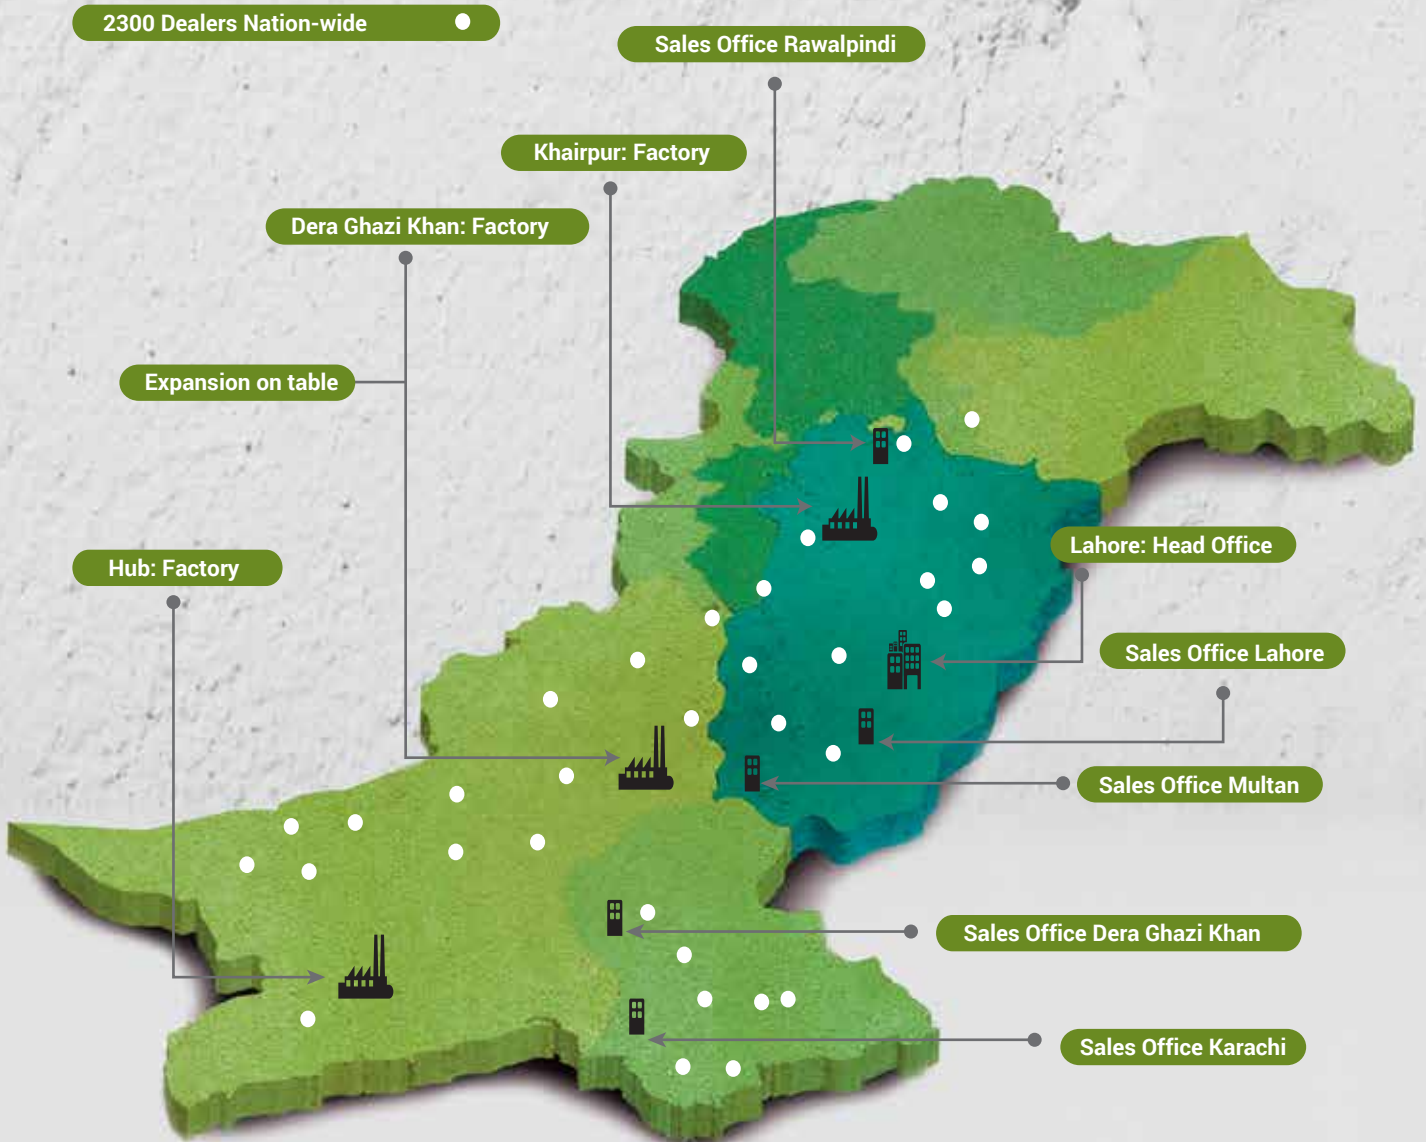 2300 Dealers Nation-wide
Sales Office Rawalpindi
Khairpur: Factory
Dera Ghazi Khan: Factory
Expansion on table
Hub: Factory
Lahore: Head Office
Sales Office Lahore
Sales Office Multan
Sales Office Dera Ghazi Khan
Sales Office Karachi